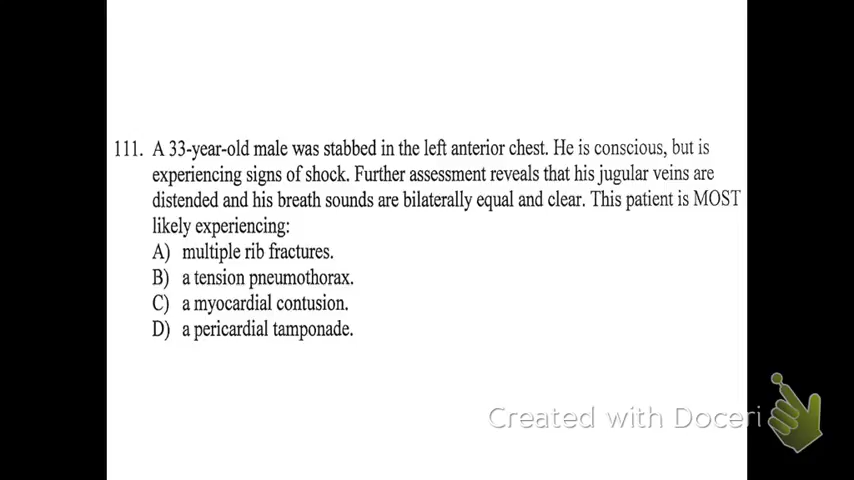 111. A 33-year-old male was stabbed in the left anterior chest. He is conscious, but is
experiencing signs of shock. Further assessment reveals that his jugular veins are
distended and his breath sounds are bilaterally equal and clear. This patient is MOST
likely experiencing:
A) multiple rib fractures.
B) a tension pneumothorax.
C) a myocardial contusion.
D) a pericardial tamponade.
Created with Doceri